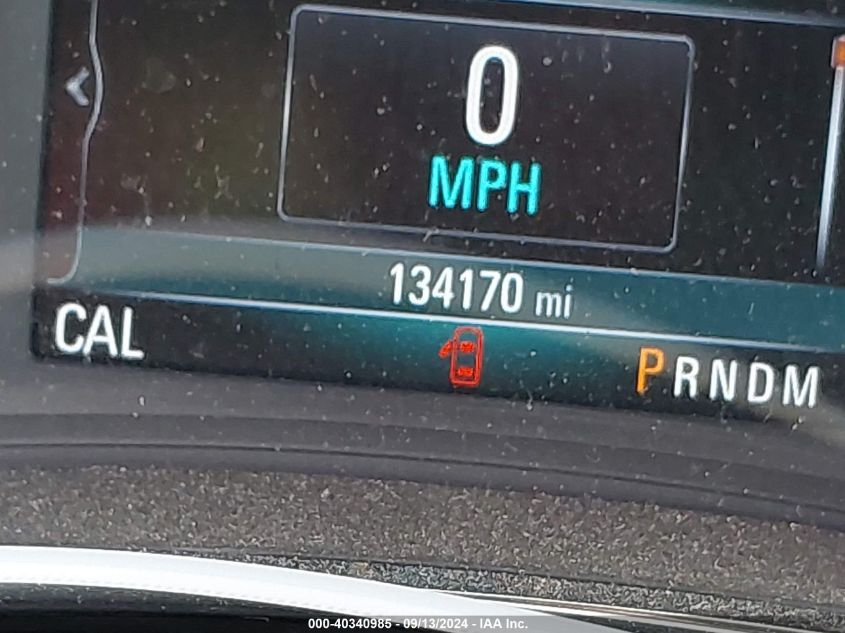 0
MPH
134170 mi
CAL
PRNDM
000-40340985 - 09/13/2024 - IAA Inc.